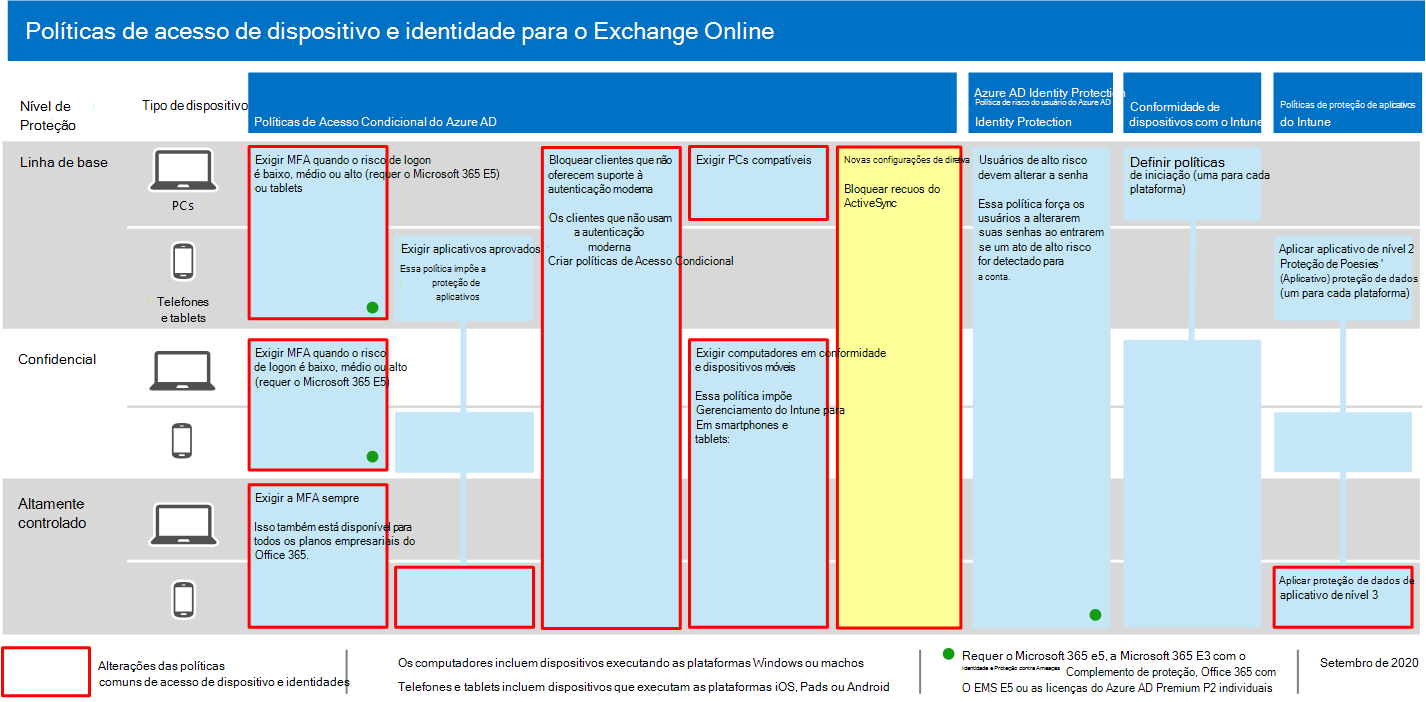 Políticas de acesso de dispositivo e identidade para o Exchange Online
Nível de
Proteção
Tipo de dispositivo
Políticas de Acesso Condicional do Azure AD
Azure AD Identity Protection
Política de risco do usuário do Azure AD
Identity Protection
Conformidade de
dispositivos com o Intune
Políticas de proteção de aplicativos
do Intune
Linha de base
PCs
Exigir MFA quando o risco de logon
é baixo, médio ou alto (requer o Microsoft 365 E5)
ou tablets
Bloquear clientes que não
oferecem suporte à
autenticação moderna
Os clientes que não usam
a autenticação
moderna
Criar políticas de Acesso Condicional
Exigir PCs compatíveis
Novas configurações de diretiva
Bloquear recuos do
ActiveSync
Usuários de alto risco
devem alterar a senha
Essa política força os
usuários a alterarem
suas senhas ao entrarem
se um ato de alto risco
for detectado para
a conta.
Definir políticas
de iniciação (uma para cada
plataforma)
Telefones
e tablets
Exigir aplicativos aprovados
Essa política impõe a
proteção de
aplicativos
Aplicar aplicativo de nível 2
Proteção de Poesies '
(Aplicativo) proteção de dados
(um para cada plataforma)
Confidencial
Exigir MFA quando o risco
de logon é baixo, médio ou alto
(requer o Microsoft 365 E5)
Exigir computadores em conformidade
e dispositivos móveis
Essa política impõe
Gerenciamento do Intune para
Em smartphones e
tablets:
Altamente
controlado
Exigir a MFA sempre
Isso também está disponível para
todos os planos empresariais do
Office 365.
Aplicar proteção de dados de
aplicativo de nível 3
Alterações das políticas
comuns de acesso de dispositivo e identidades
Os computadores incluem dispositivos executando as plataformas Windows ou machos
Telefones e tablets incluem dispositivos que executam as plataformas iOS, Pads ou Android
Requer o Microsoft 365 e5, a Microsoft 365 E3 com o
Identidade e Proteção contra Ameaças
Complemento de proteção, Office 365 com
O EMS E5 ou as licenças do Azure AD Premium P2 individuais
Setembro de 2020